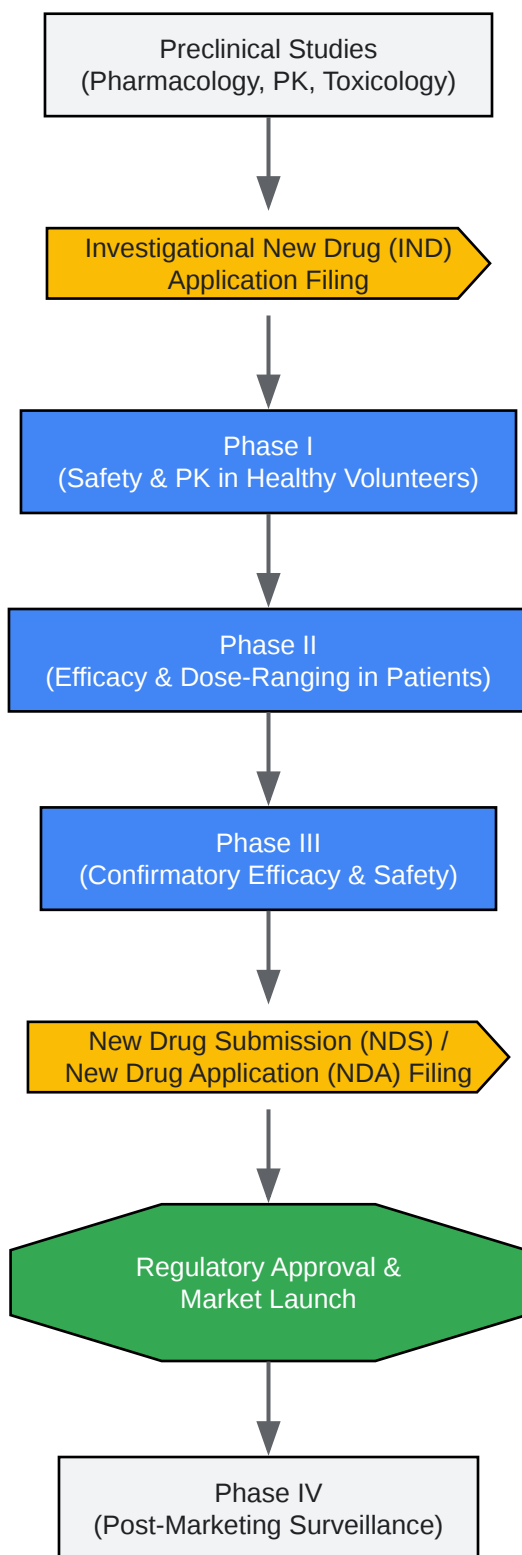 Preclinical Studies
(Pharmacology, PK, Toxicology)
Investigational New Drug (IND)
Application Filing
Phase I
(Safety & PK in Healthy Volunteers)
Phase II
(Efficacy & Dose-Ranging in Patients)
Phase III
(Confirmatory Efficacy & Safety)
New Drug Submission (NDS) /
New Drug Application (NDA) Filing
Regulatory Approval &
Market Launch
Phase IV
(Post-Marketing Surveillance)